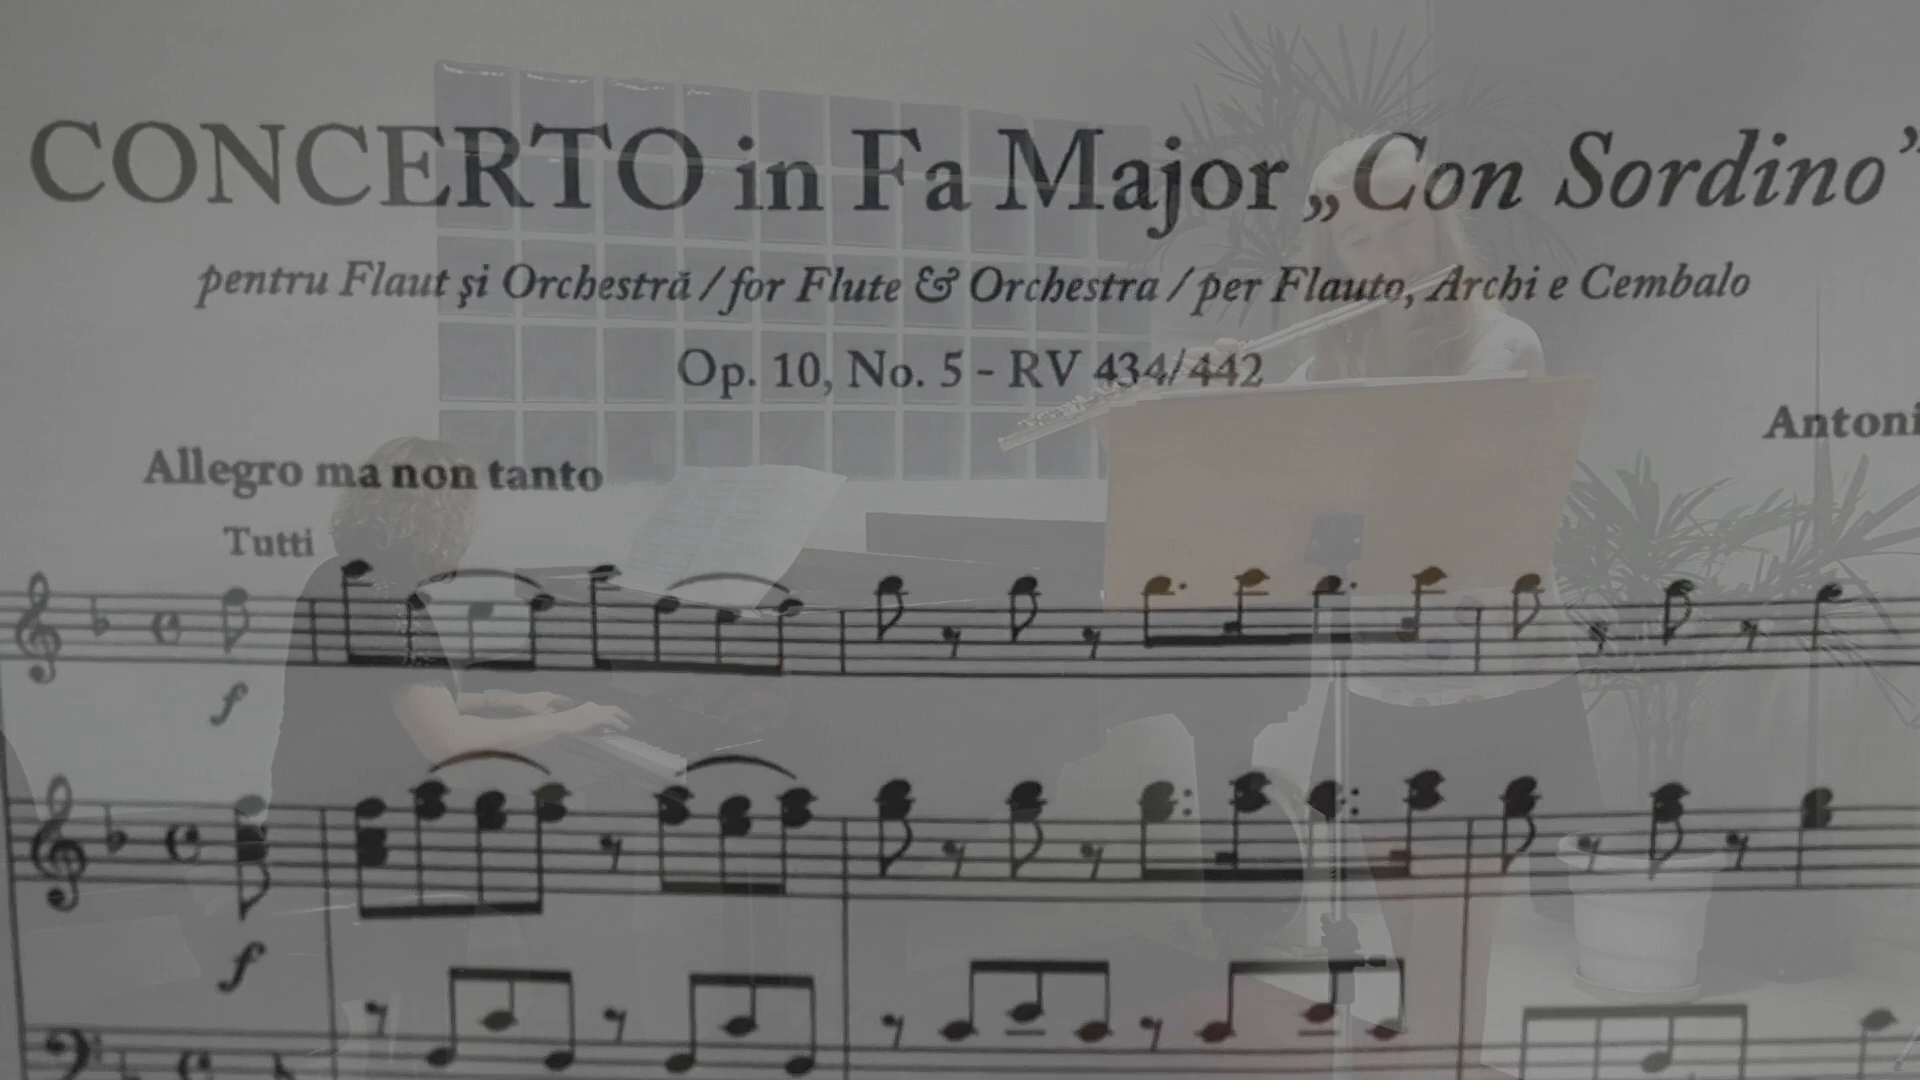 CONCERTO in Fa Major „Con Sordino”
pentru Flaut și Orchestră / for Flute & Orchestra / per Flauto, Archi e Cembalo
Op. 10, No. 5 - RV 434/442
Antoni
Allegro ma non tanto
Tutti
f
f